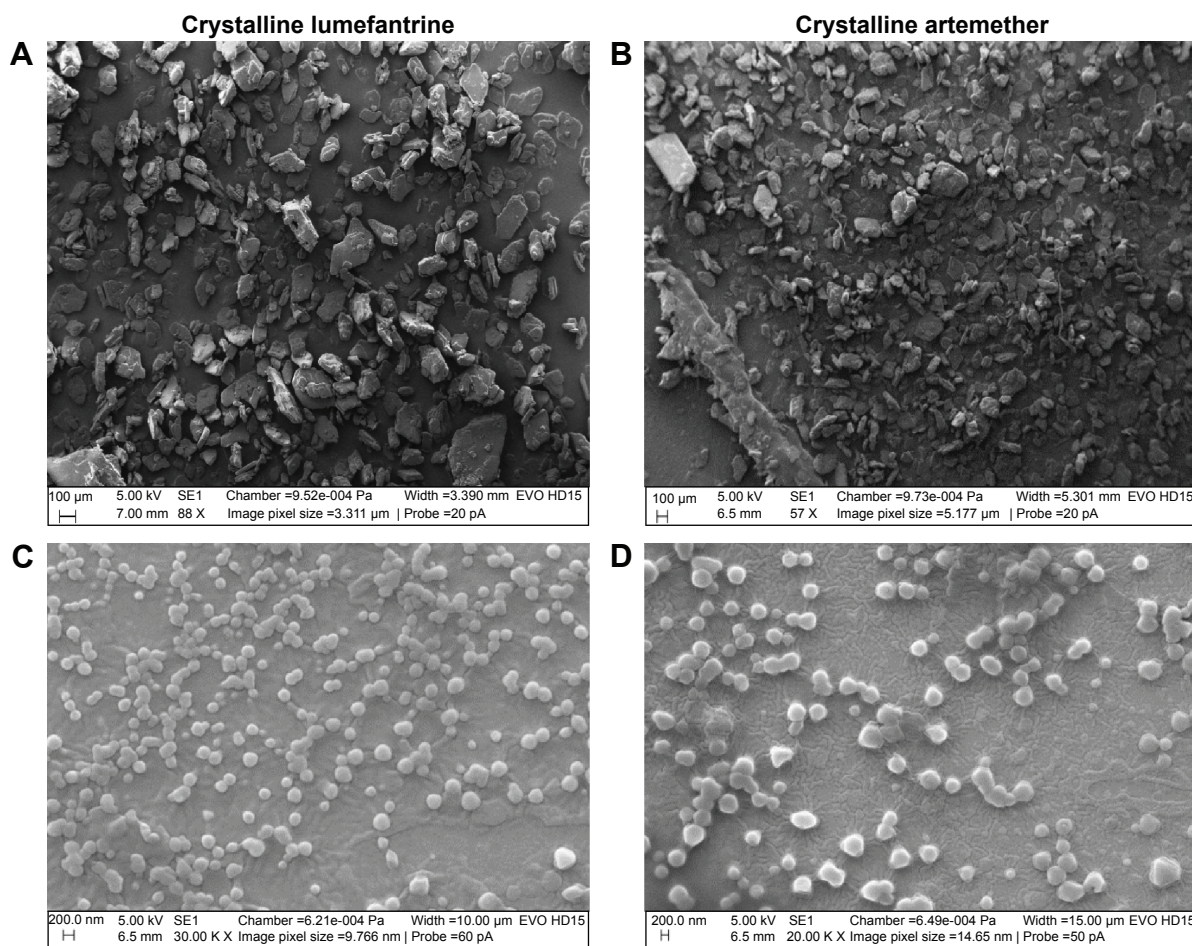 Crystalline lumefantrine
Crystalline artemether
A
B
100 µm 5.00 kV SE1 Chamber =9.52e-004 Pa Width =3.390 mm EVO HD15
7.00 mm 88 X Image pixel size =3.311 µm | Probe =20 pA
100 µm 5.00 kV SE1 Chamber =9.73e-004 Pa Width =5.301 mm EVO HD15
6.5 mm 57 X Image pixel size =5.177 µm | Probe =20 pA
C
D
200.0 nm 5.00 kV SE1 Chamber =6.21e-004 Pa Width =10.00 µm EVO HD15
6.5 mm 30.00 K X Image pixel size =9.766 nm | Probe =60 pA
200.0 nm 5.00 kV SE1 Chamber =6.49e-004 Pa Width =15.00 µm EVO HD15
6.5 mm 20.00 K X Image pixel size =14.65 nm | Probe =50 pA